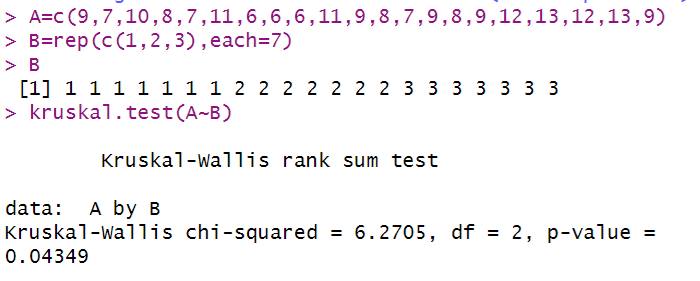 > A=c(9,7,10,8,7,11,6,6,6,11,9,8,7,9,8,9,12,13,12,13,9)
> B=rep(c(1,2,3),each=7)
> B
[1] 1 1 1 1 1 1 1 2 2 2 2 2 2 2 3 3 3 3 3 3 3
> kruskal.test(A~B)
Kruskal-Wallis rank sum test
data:  A by B
Kruskal-Wallis chi-squared = 6.2705, df = 2, p-value =
0.04349